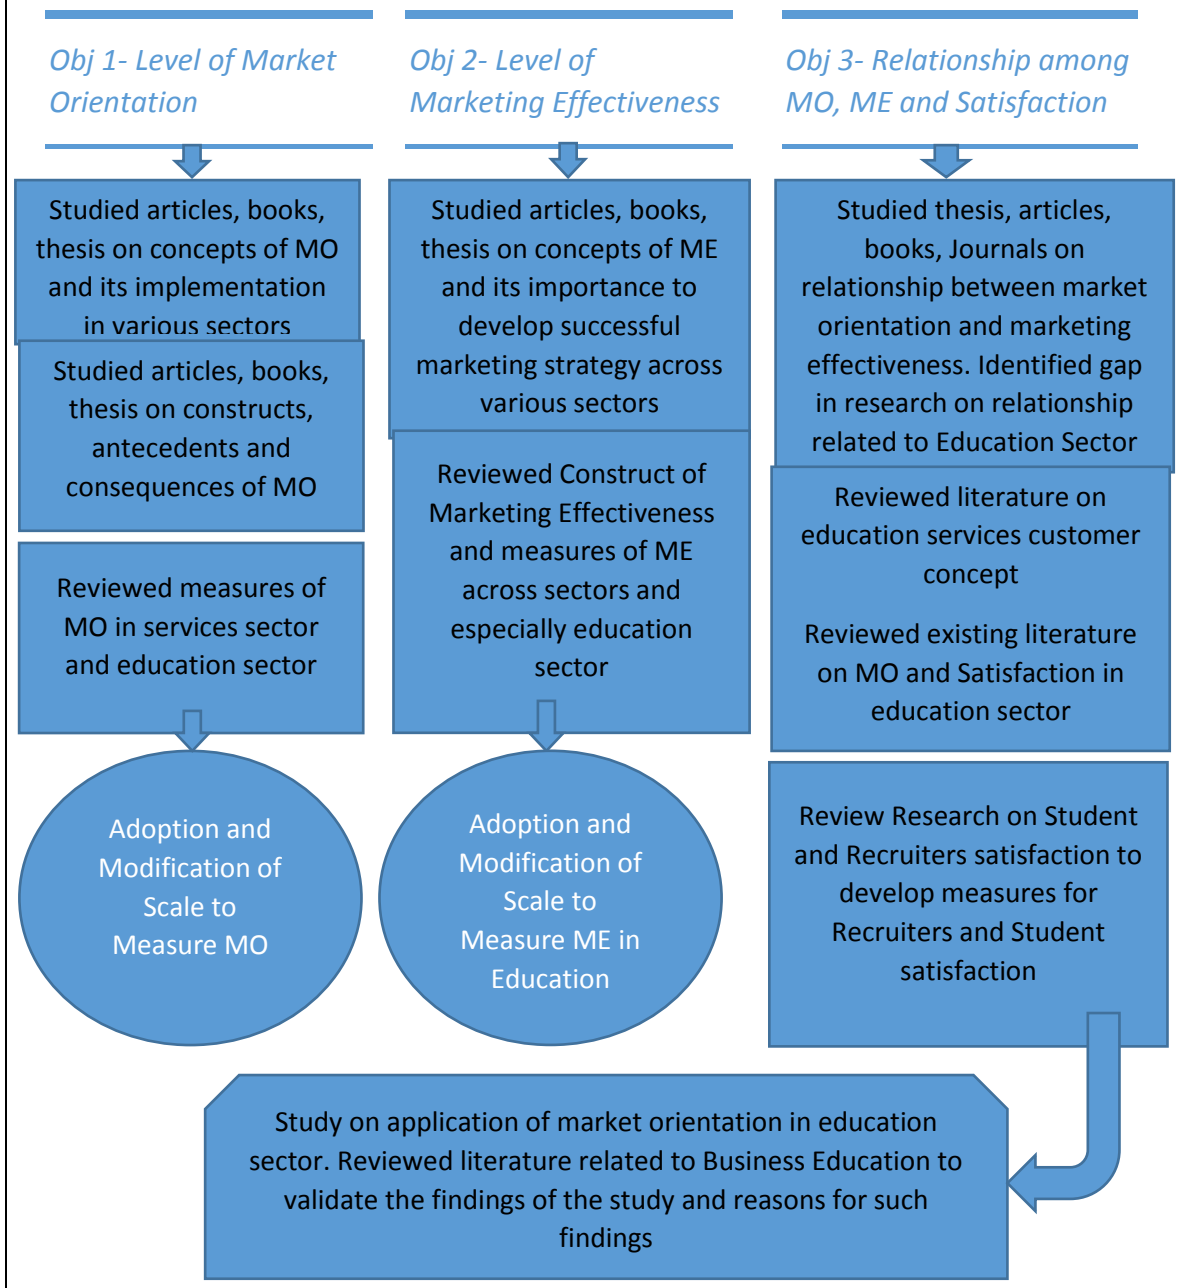 Obj 1- Level of Market
Orientation
Studied articles, books,
thesis on concepts of MO
and its implementation
in various sectors
Studied articles, books,
thesis on constructs,
antecedents and
consequences of MO
Reviewed measures of
MO in services sector
and education sector
Adoption and
Modification of
Scale to
Measure MO
Obj 2- Level of
Marketing Effectiveness
Studied articles, books,
thesis on concepts of ME
and its importance to
develop successful
marketing strategy across
various sectors
Reviewed Construct of
Marketing Effectiveness
and measures of ME
across sectors and
especially education
sector
Adoption and
Modification of
Scale to
Measure ME in
Education
Obj 3- Relationship among
MO, ME and Satisfaction
Studied thesis, articles,
books, Journals on
relationship between market
orientation and marketing
effectiveness. Identified gap
in research on relationship
related to Education Sector
Reviewed literature on
education services customer
concept
Reviewed existing literature
on MO and Satisfaction in
education sector
Review Research on Student
and Recruiters satisfaction to
develop measures for
Recruiters and Student
satisfaction
Study on application of market orientation in education
sector. Reviewed literature related to Business Education to
validate the findings of the study and reasons for such
findings